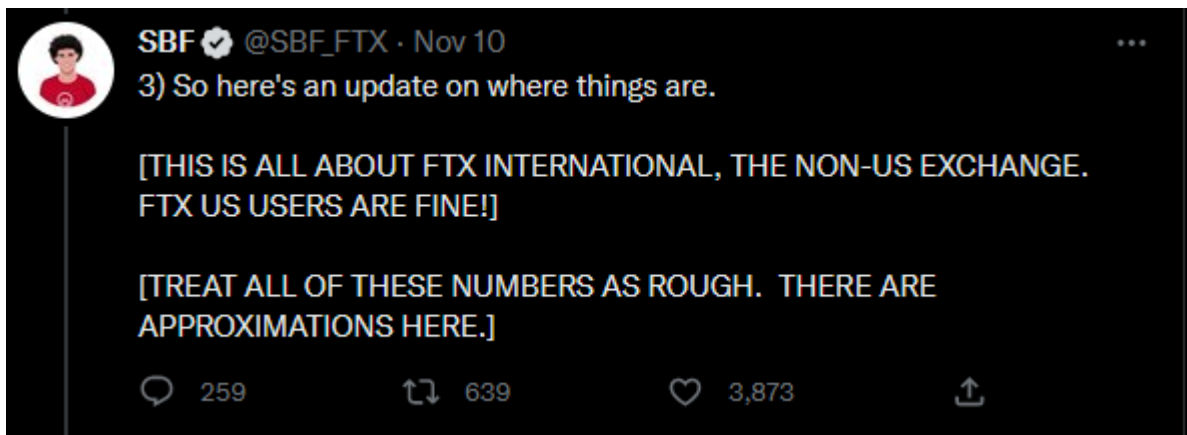 SBF @SBF_FTX · Nov 10
3) So here's an update on where things are.
[THIS IS ALL ABOUT FTX INTERNATIONAL, THE NON-US EXCHANGE.
FTX US USERS ARE FINE!]
[TREAT ALL OF THESE NUMBERS AS ROUGH.  THERE ARE
APPROXIMATIONS HERE.]
259 639 3,873